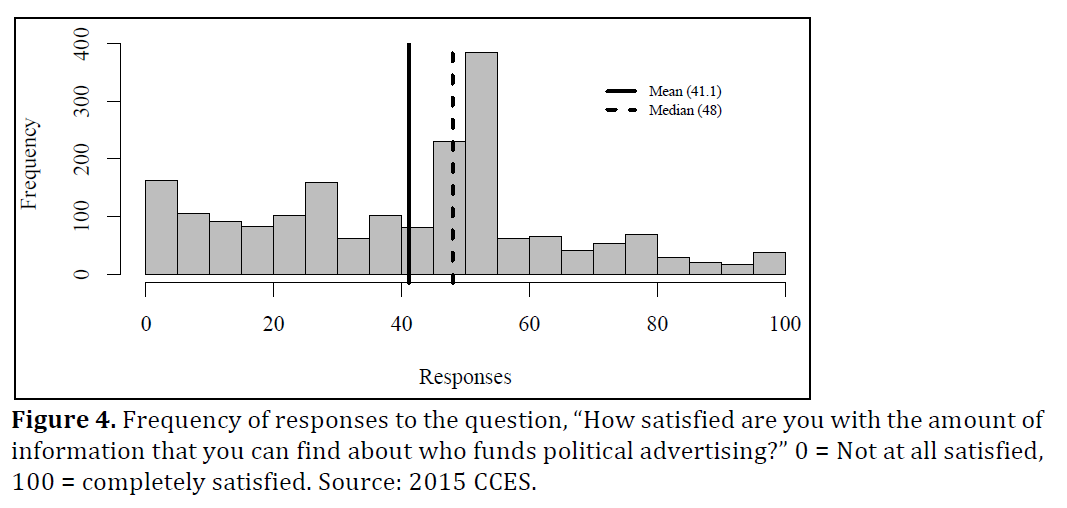 400
300
200
100
0
Frequency
Mean (41.1)
Median (48)
0 20 40 60 80 100
Responses
Figure 4. Frequency of responses to the question, “How satisfied are you with the amount of
information that you can find about who funds political advertising?” 0 = Not at all satisfied,
100 = completely satisfied. Source: 2015 CCES.